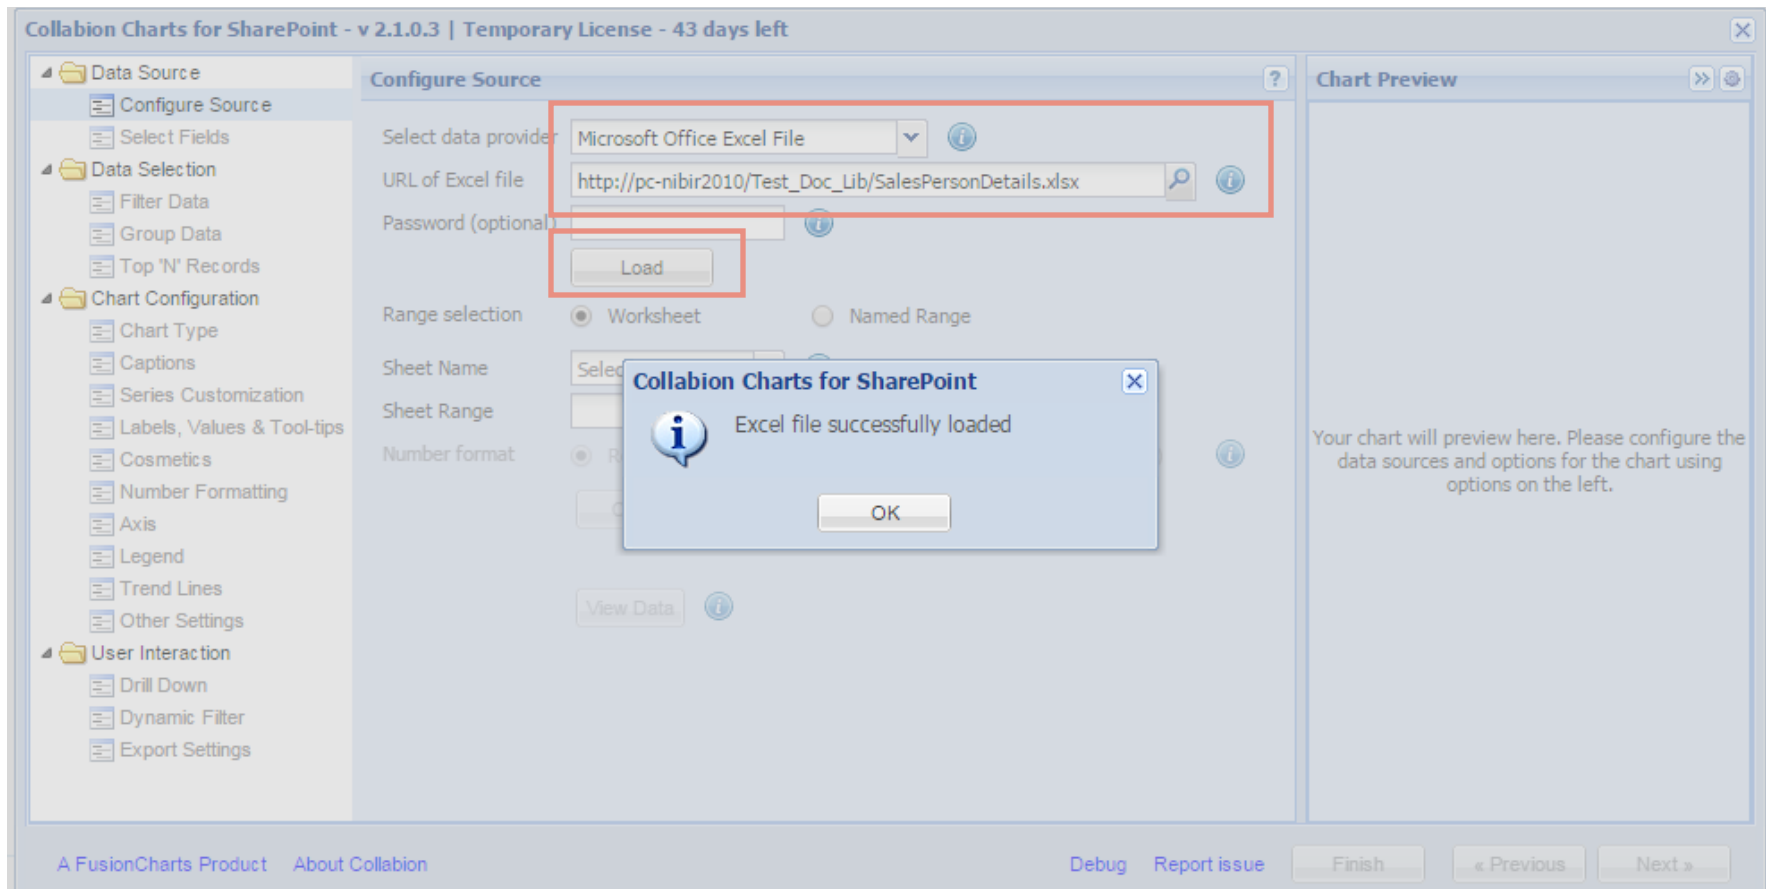 Collabion Charts for SharePoint - v 2.1.0.3 | Temporary License - 43 days left
Data Source
Configure Source
Select Fields
Data Selection
Filter Data
Group Data
Top 'N' Records
Chart Configuration
Chart Type
Captions
Series Customization
Labels, Values & Tool-tips
Cosmetics
Number Formatting
Axis
Legend
Trend Lines
Other Settings
User Interaction
Drill Down
Dynamic Filter
Export Settings
Configure Source
Select data provider
Microsoft Office Excel File
URL of Excel file
http://pc-nibir2010/Test_Doc_Lib/SalesPersonDetails.xlsx
Password (optional)
Load
Range selection
Worksheet
Named Range
Sheet Name
Sheet Range
Number format
View Data
Collabion Charts for SharePoint
Excel file successfully loaded
OK
Chart Preview
Your chart will preview here. Please configure the
data sources and options for the chart using
options on the left.
A FusionCharts Product
About Collabion
Debug
Report issue
Finish
« Previous
Next »